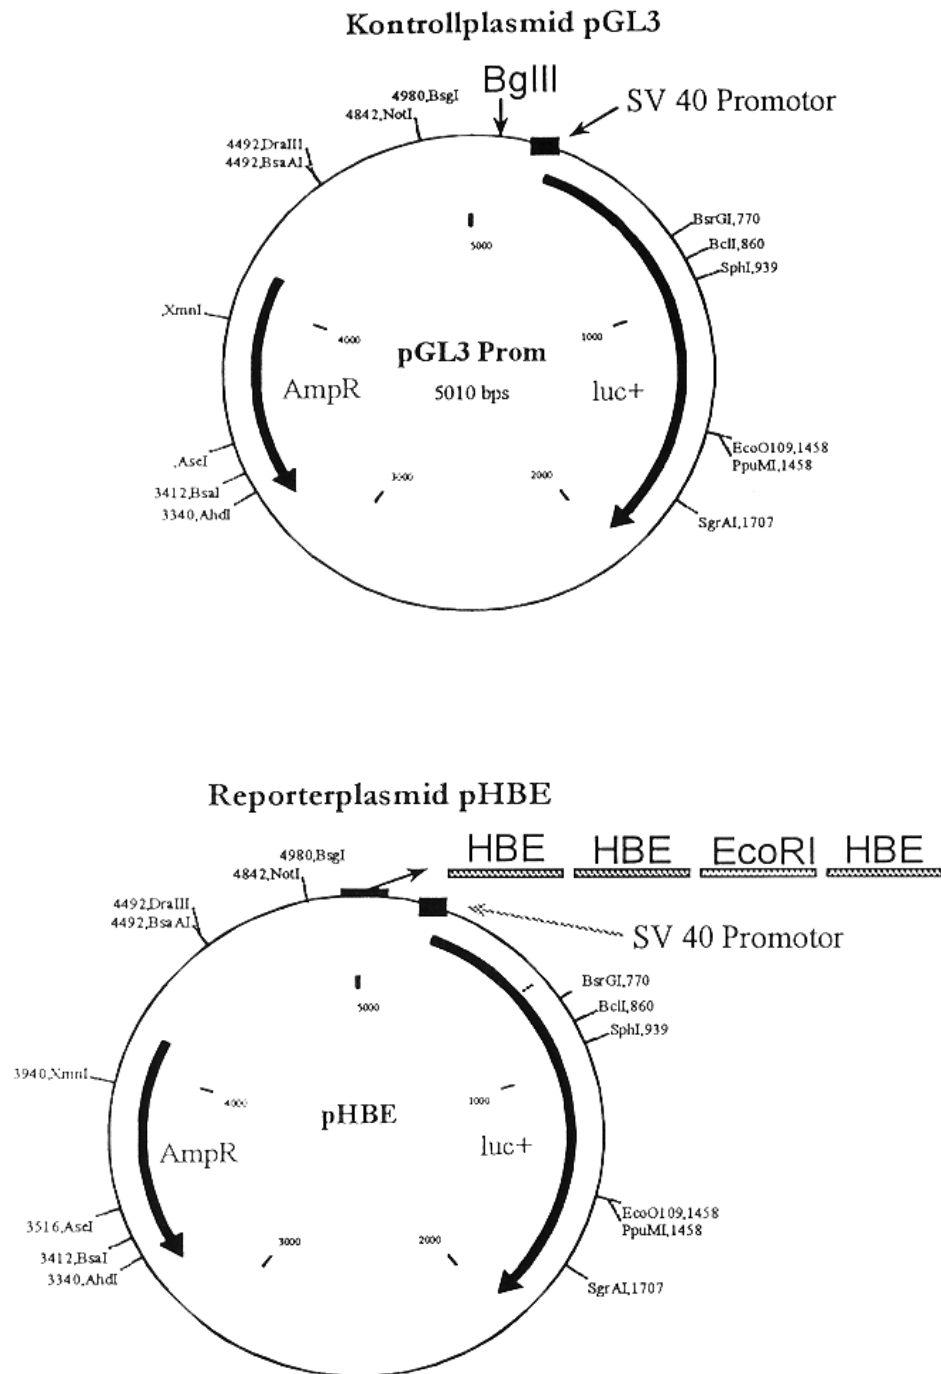 Kontrollplasmid pGL3
BglII
SV 40 Promotor
4980,BsgI
4842,NotI
4492,DraIII
4492,BsaAI
BsrGI,770
BclI,860
SphI,939
5000
,XmnI
4000
1000
pGL3 Prom
AmpR
5010 bps
luc+
,AseI
3412,BsaI
3340,AhdI
3000
2000
EcoO109,1458
PpuMI,1458
SgrAI,1707
Reporterplasmid pHBE
HBE HBE EcoRI HBE
4980,BsgI
4842,NotI
4492,DraIII
4492,BsaAI
SV 40 Promotor
BsrGI,770
BclI,860
SphI,939
5000
3940,XmnI
4000
1000
pHBE
AmpR
luc+
3516,AseI
3412,BsaI
3340,AhdI
3000
2000
EcoO109,1458
PpuMI,1458
SgrAI,1707